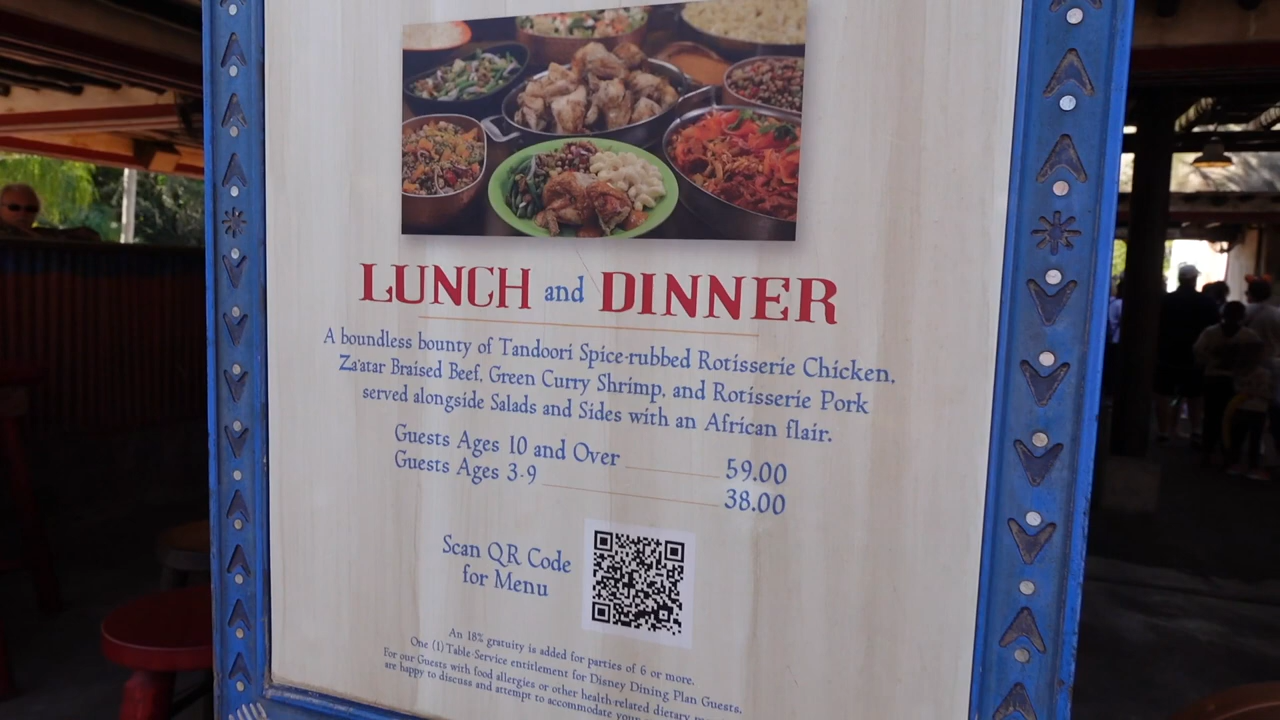 LUNCH and DINNER
A boundless bounty of Tandoori Spice-rubbed Rotisserie Chicken,
Za'atar Braised Beef, Green Curry Shrimp, and Rotisserie Pork
served alongside Salads and Sides with an African flair.
Guests Ages 10 and Over 59.00
Guests Ages 3-9 38.00
Scan QR Code
for Menu
An 18% gratuity is added for parties of 6 or more.
One (1) Table-Service entitlement for Disney Dining Plan Guests.
For our Guests with food allergies or other health-related dietary
are happy to discuss and attempt to accommodate your